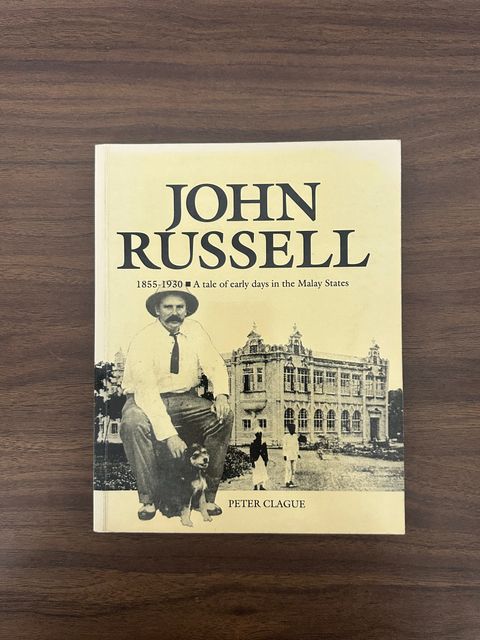 JOHN
RUSSELL
1855-1930 ■ A tale of early days in the Malay States
PETER CLAGUE